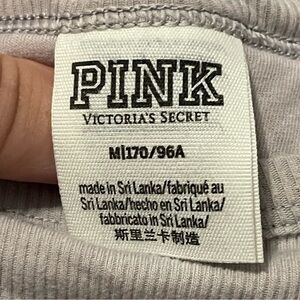 PINK
VICTORIA'S SECRET
M|170/96A
made in Sri Lanka/fabriqué au
Sri Lanka/hecho en Sri Lanka/
fabbricato in Sri Lanka/
斯里兰卡制造